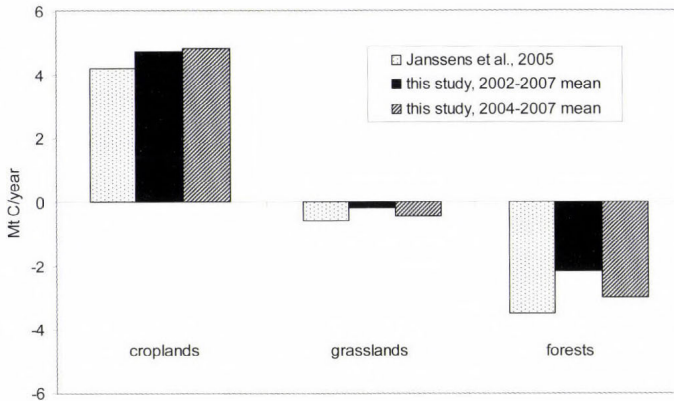 6
4
2
0
-2
-4
-6
Mt C/year
Janssens et al., 2005
this study, 2002-2007 mean
this study, 2004-2007 mean
croplands
grasslands
forests